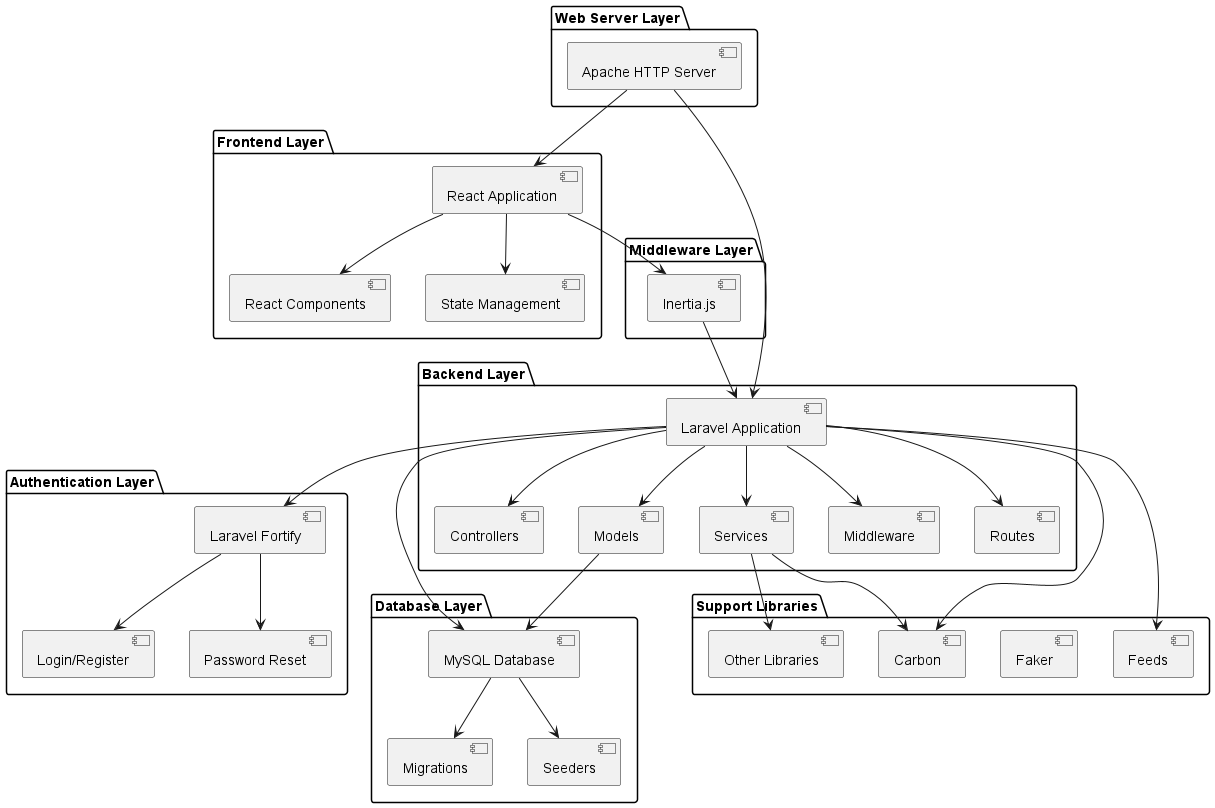 Web Server Layer
Apache HTTP Server
Frontend Layer
React Application
Middleware Layer
React Components
State Management
Inertia.js
Backend Layer
Laravel Application
Authentication Layer
Laravel Fortify
Controllers
Models
Services
Middleware
Routes
Database Layer
Support Libraries
Login/Register
Password Reset
MySQL Database
Other Libraries
Carbon
Faker
Feeds
Migrations
Seeders